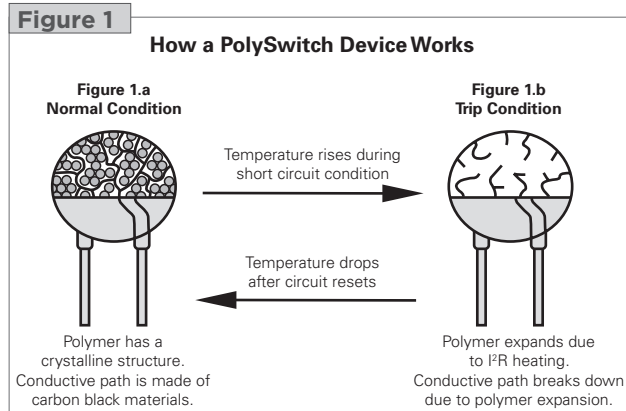 Figure 1
How a PolySwitch Device Works
Figure 1.a
Normal Condition
Figure 1.b
Trip Condition
Temperature rises during
short circuit condition
Temperature drops
after circuit resets
Polymer has a
crystalline structure.
Conductive path is made of
carbon black materials.
Polymer expands due
to I²R heating.
Conductive path breaks down
due to polymer expansion.